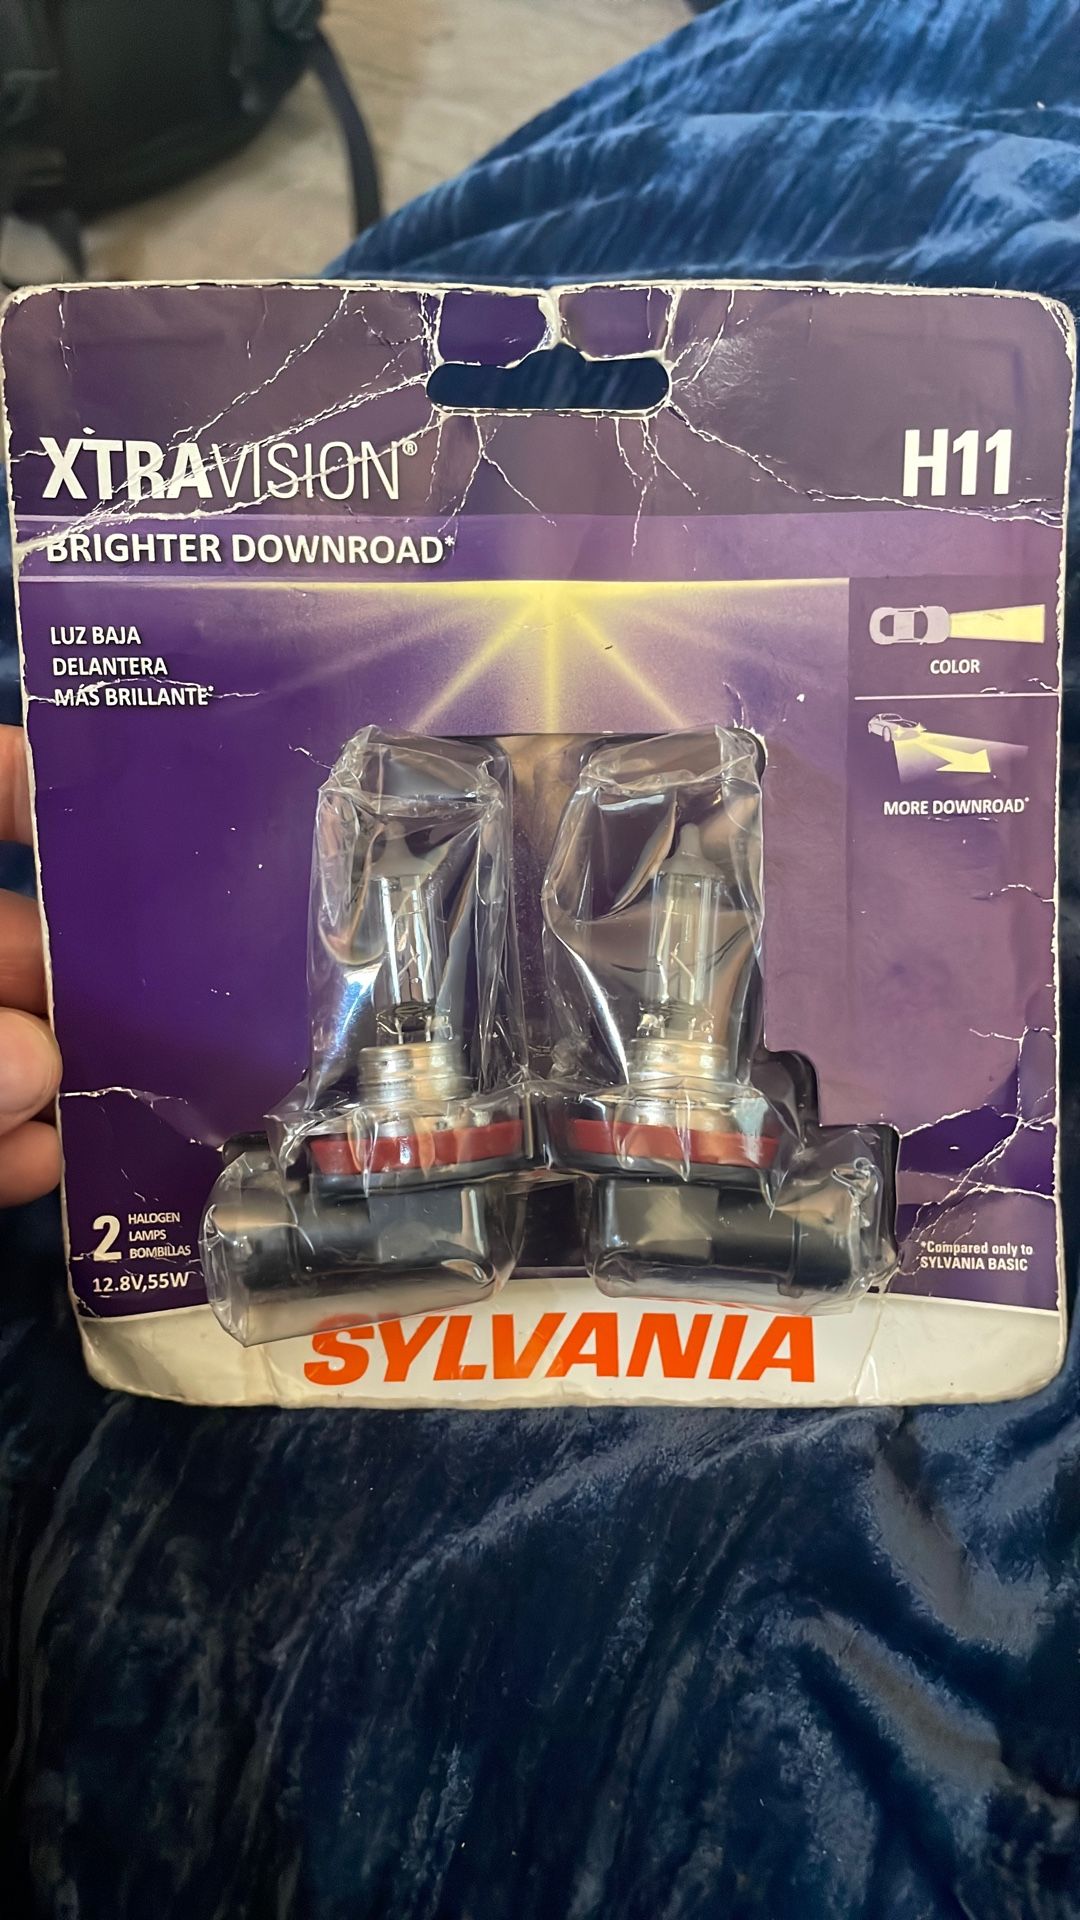 XTRAVISION®
H11
BRIGHTER DOWNROAD*
LUZ BAJA
DELANTERA
MÁS BRILLANTE*
COLOR
MORE DOWNROAD*
2 HALOGEN
LAMPS
BOMBILLAS
12.8V,55W
*Compared only to
SYLVANIA BASIC
SYLVANIA